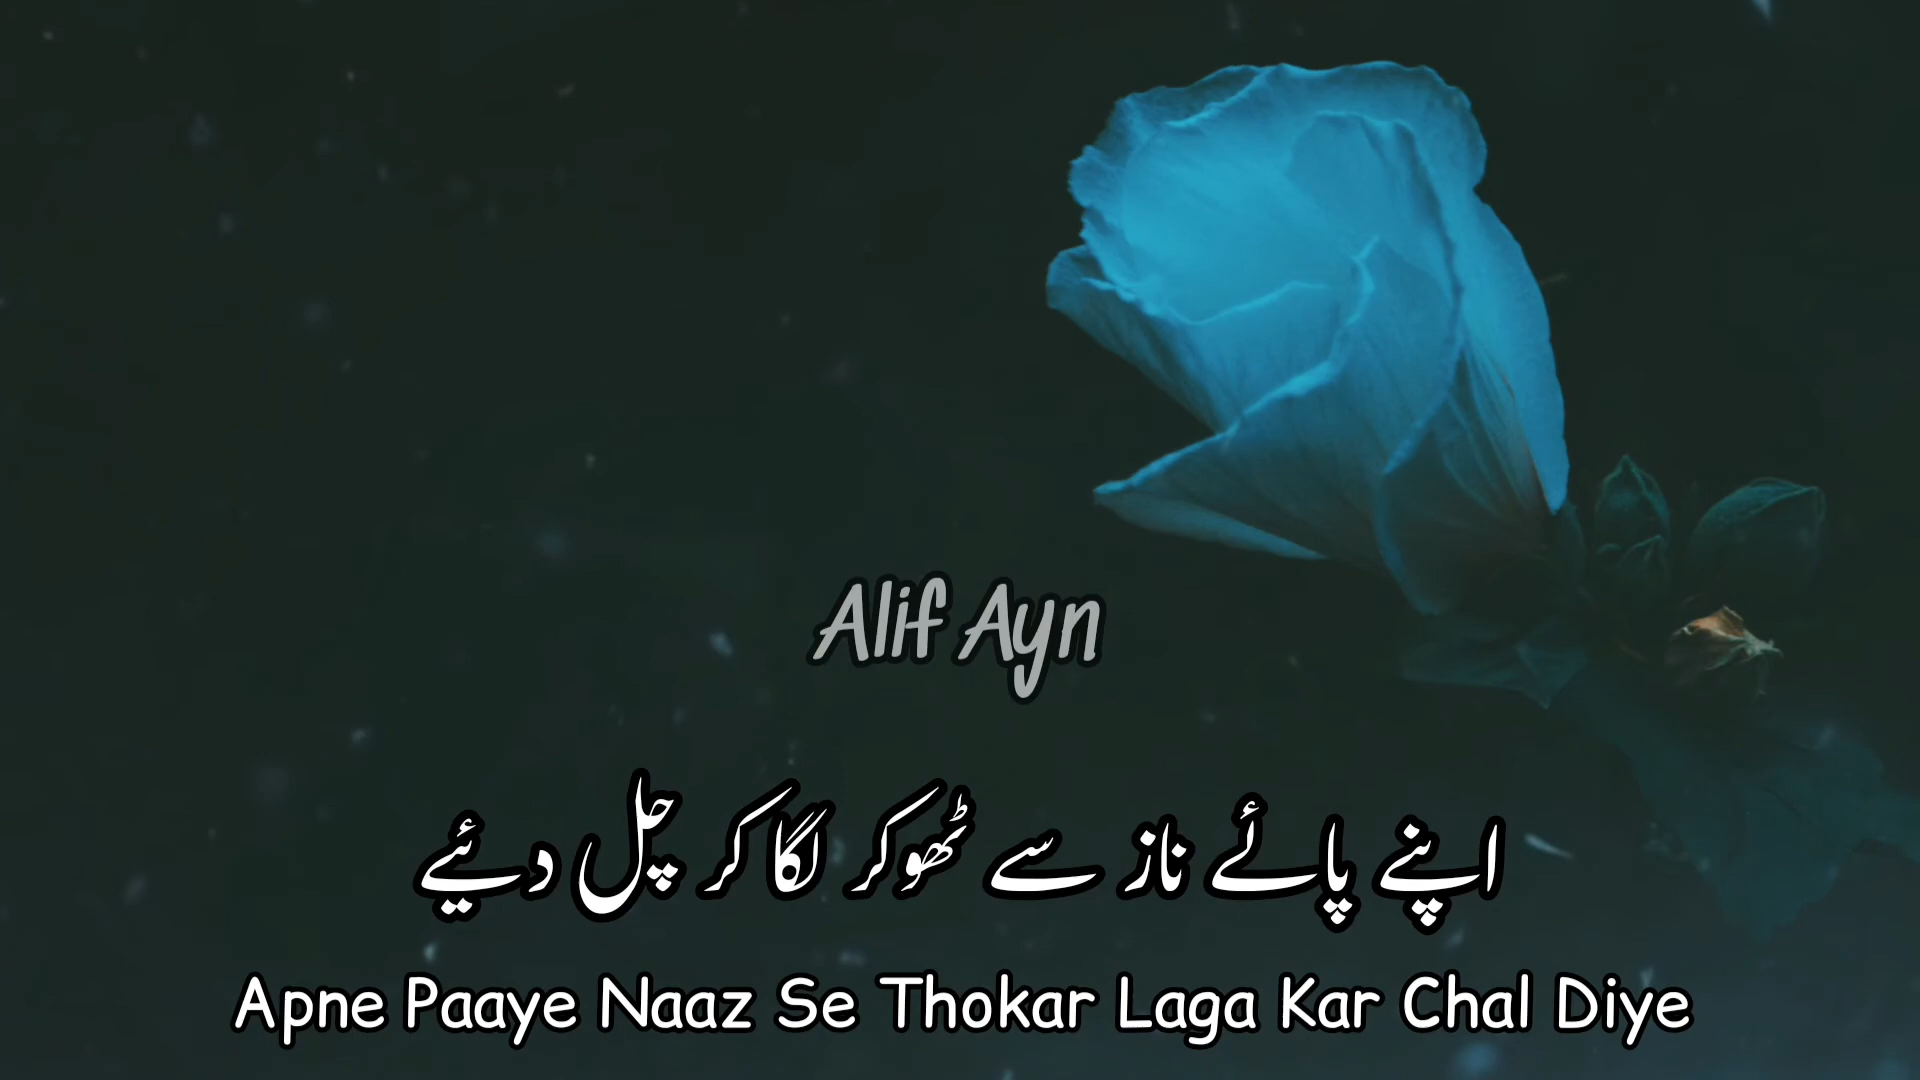 Alif Ayn
اپنے پائے ناز سے ٹھوکر لگا کر چل دئیے
Apne Paaye Naaz Se Thokar Laga Kar Chal Diye